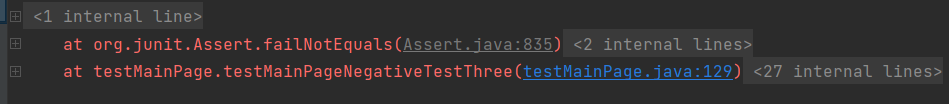 <1 internal line>
at org.junit.Assert.failNotEquals(Assert.java:835) <2 internal lines>
at testMainPage.testMainPageNegativeTestThree(testMainPage.java:129) <27 internal lines>